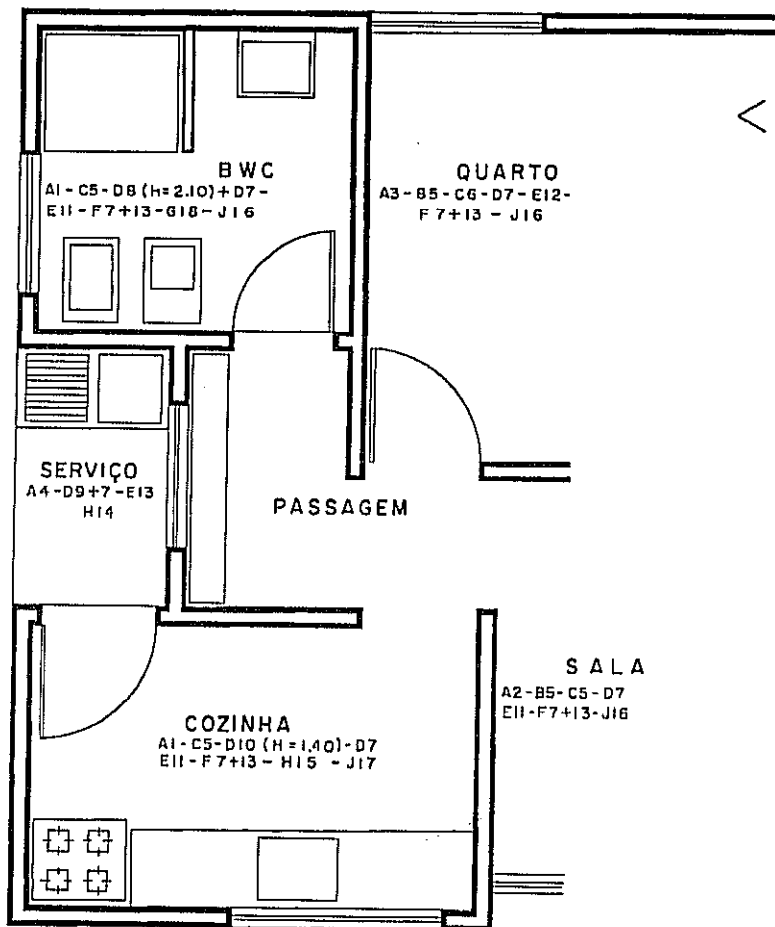 BWC
A1-C5-D8 (h=2.10)+D7-
E11-F7+13-G18-J16
QUARTO
A3-B5-C6-D7-E12-
F7+13-J16
SERVIÇO
A4-D9+7-E13
H14
PASSAGEM
SALA
A2-B5-C5-D7
E11-F7+13-J16
COZINHA
A1-C5-D10 (H=1,40)-D7
E11-F7+13-H15-J17